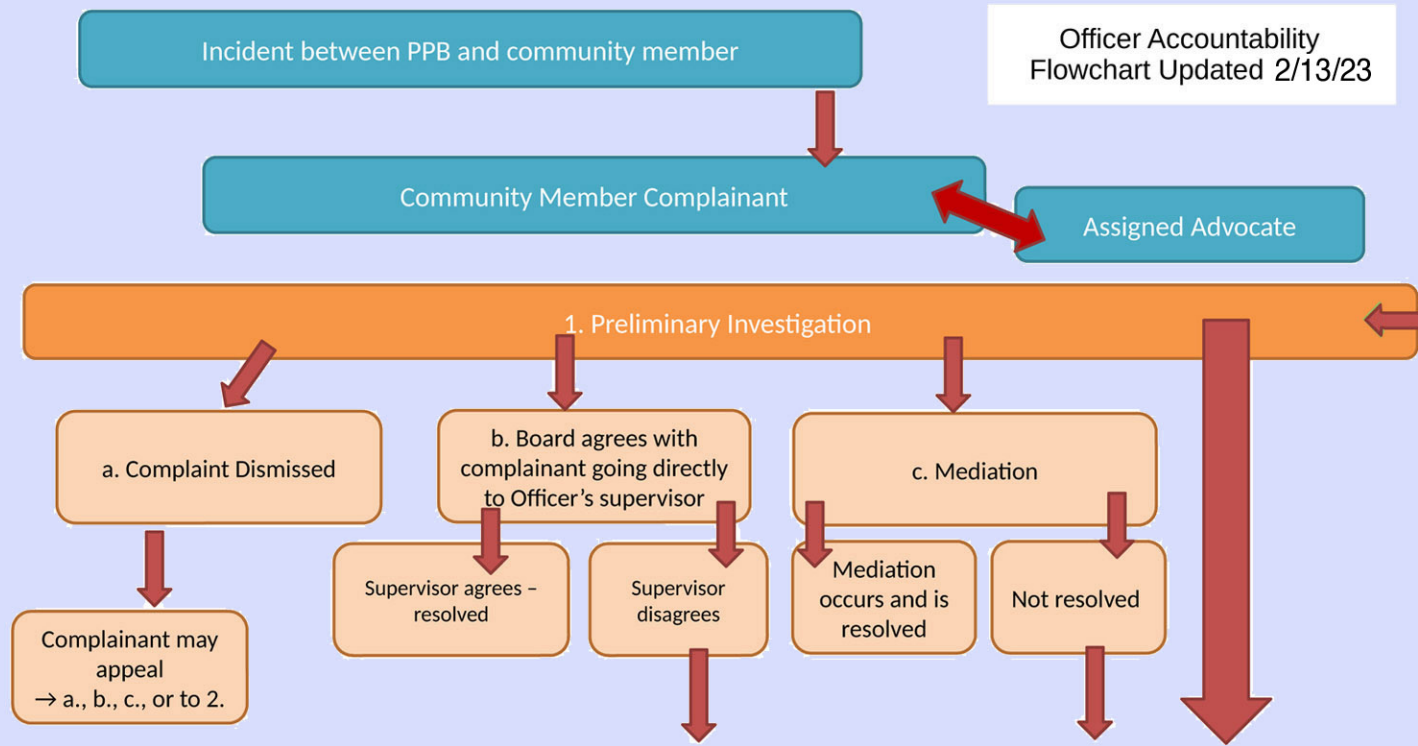 Incident between PPB and community member
Officer Accountability
Flowchart Updated 2/13/23
Community Member Complainant
Assigned Advocate
1. Preliminary Investigation
a. Complaint Dismissed
b. Board agrees with
complainant going directly
to Officer’s supervisor
c. Mediation
Supervisor agrees –
resolved
Supervisor
disagrees
Mediation
occurs and is
resolved
Not resolved
Complainant may
appeal
→ a., b., c., or to 2.